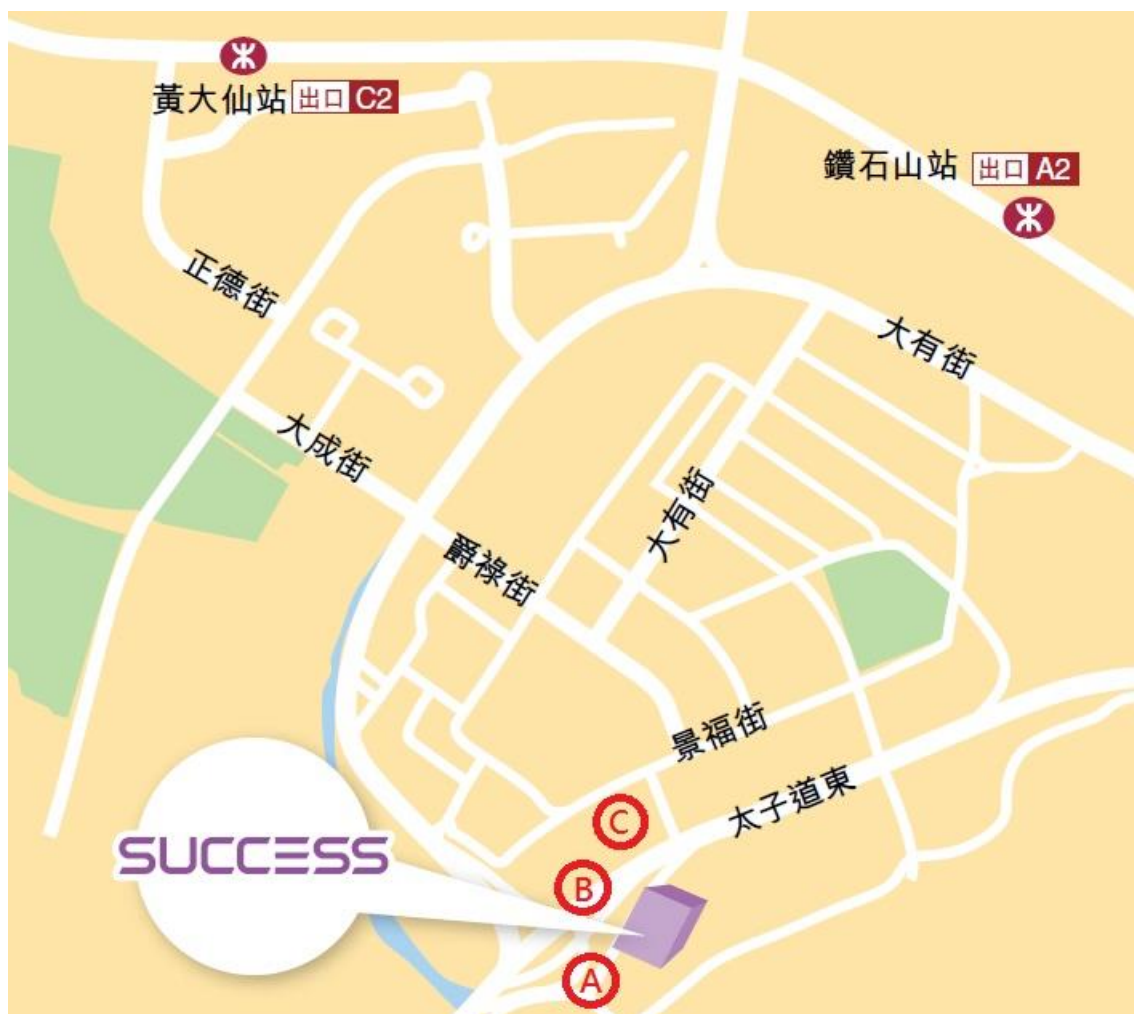 黃大仙站 出口 C2
鑽石山站 出口 A2
正德街
大有街
大成街
大有街
爵祿街
景福街
太子道東
C
SUCCESS
B
A